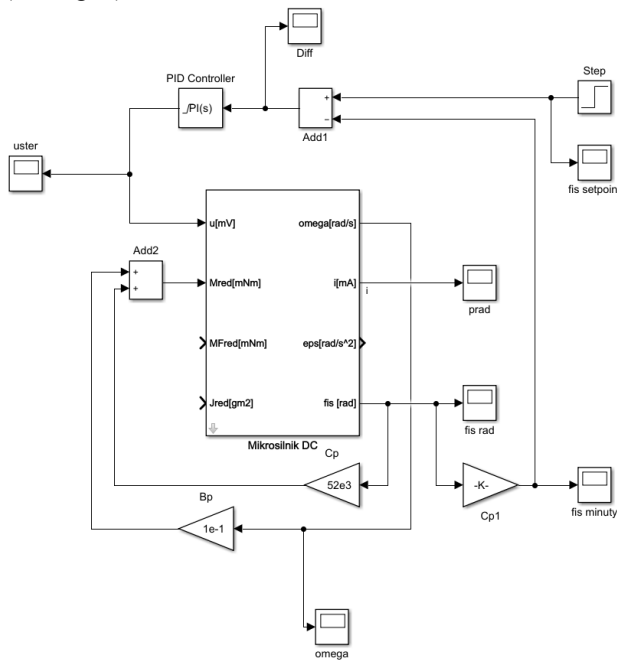 Diff
PID Controller
Step
PI(s)
+
−
Add1
uster
fis setpoin
u[mV]
omega[rad/s]
Add2
+
+
Mred[mNm]
i[mA]
i
prad
MFred[mNm]
eps[rad/s^2]
Jred[gm2]
fis [rad]
fis rad
Mikrosilnik DC
Cp
52e3
-K-
Bp
Cp1
fis minuty
1e-1
omega